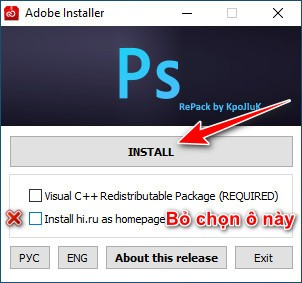 Adobe Installer
Ps
RePack by KpoJIuK
INSTALL
Visual C++ Redistributable Package (REQUIRED)
Install hi.ru as homepage Bỏ chọn ô này
РУС ENG About this release Exit